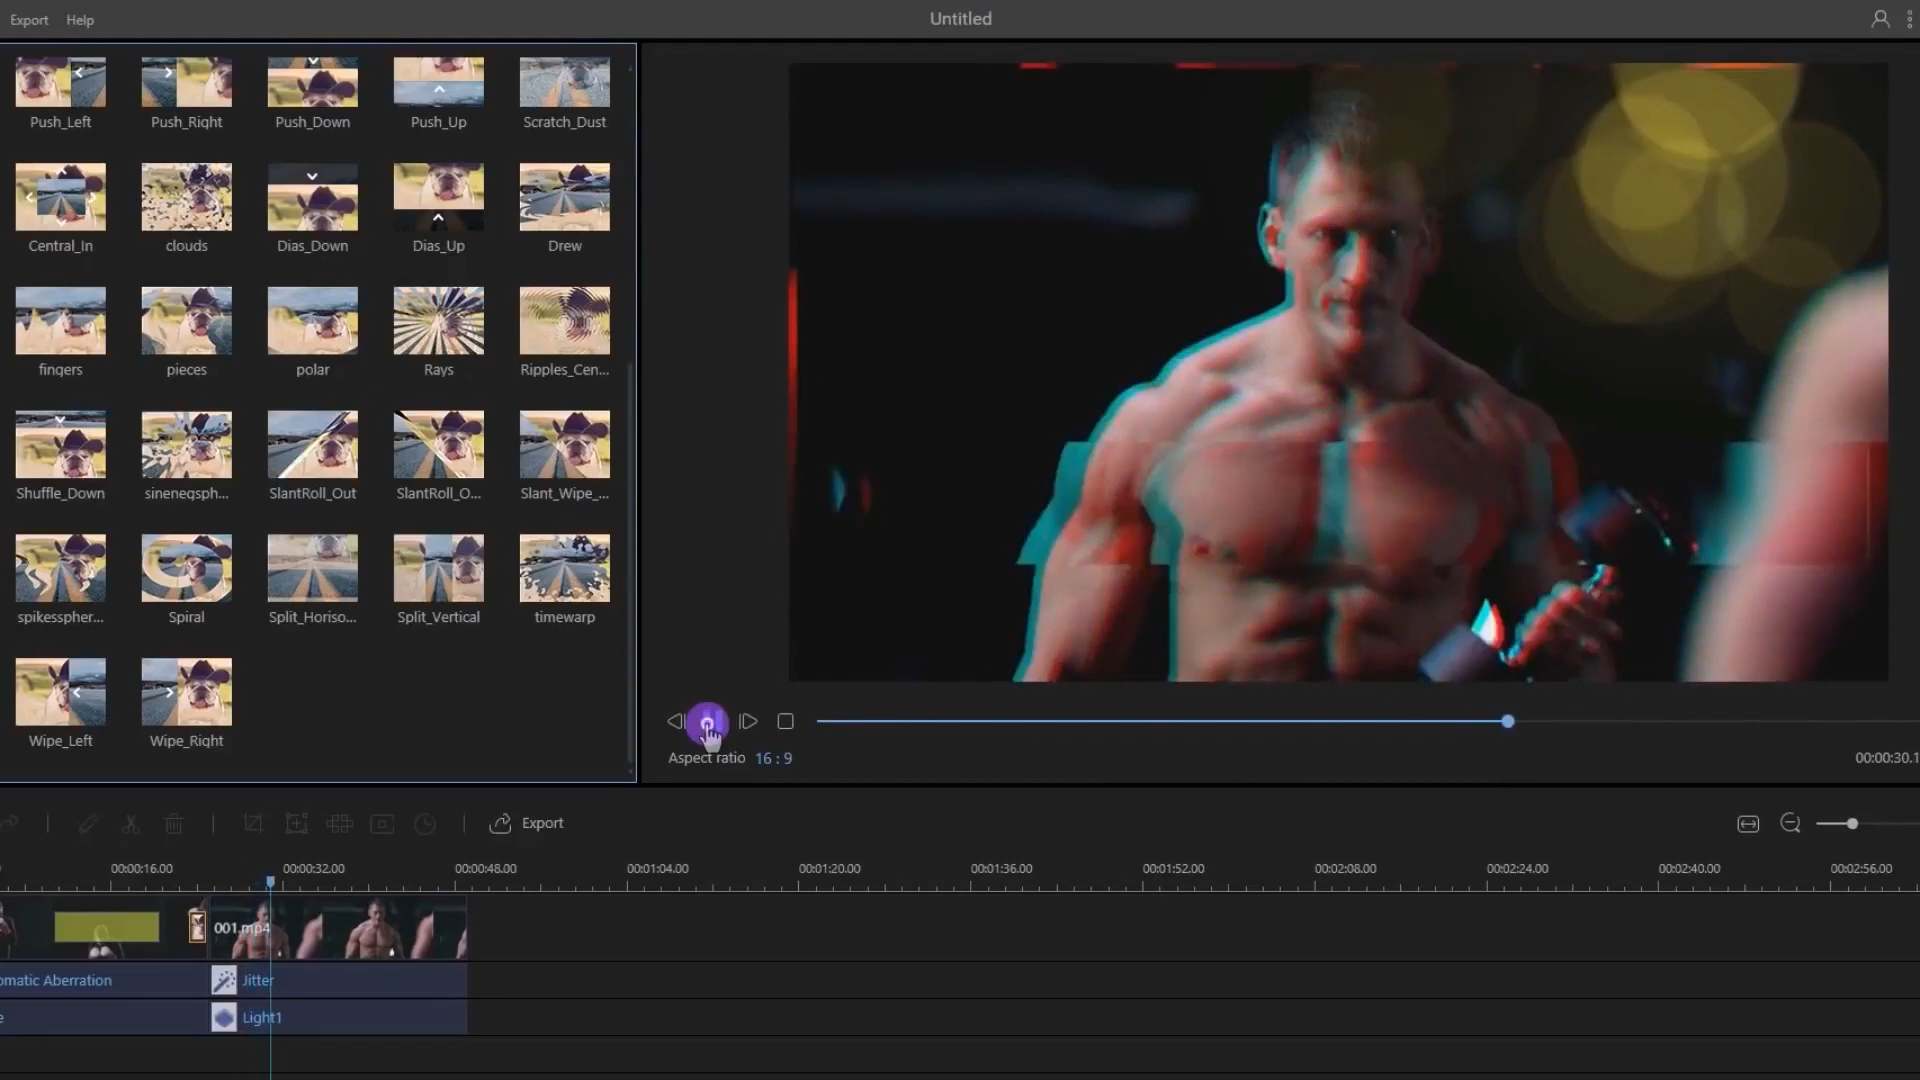 Export Help
Untitled
Push_Left Push_Right Push_Down Push_Up Scratch_Dust
Central_In clouds Dias_Down Dias_Up Drew
fingers pieces polar Rays Ripples_Cen...
Shuffle_Down sinenegsph... SlantRoll_Out SlantRoll_O... Slant_Wipe_...
spikesspher... Spiral Split_Horiso... Split_Vertical timewarp
Wipe_Left Wipe_Right
Aspect ratio 16 : 9
00:00:30.1
Export
00:00:16.00 00:00:32.00 00:00:48.00 00:01:04.00 00:01:20.00 00:01:36.00 00:01:52.00 00:02:08.00 00:02:24.00 00:02:40.00 00:02:56.00
001.mp4
omatic Aberration Jitter
e Light1